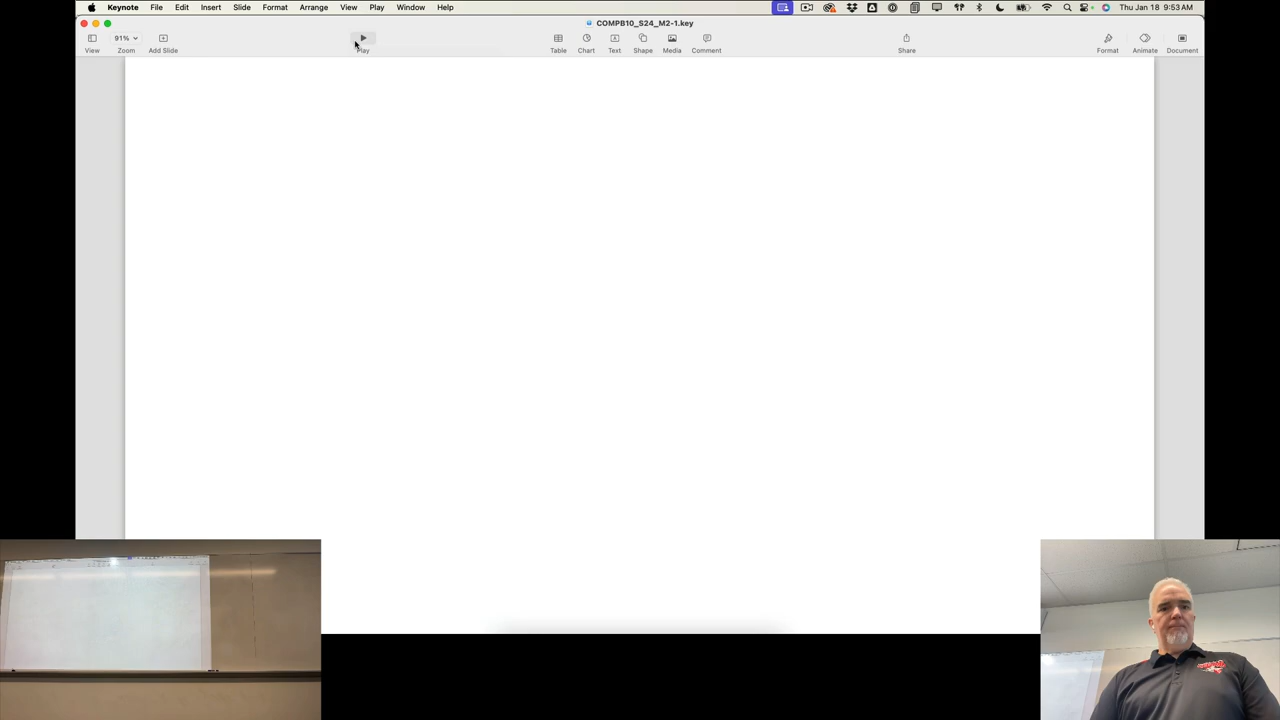 Keynote File Edit Insert Slide Format Arrange View Play Window Help Thu Jan 18 9:53 AM
COMPB10_S24_M2-1.key
91%
View Zoom Add Slide Play Table Chart Text Shape Media Comment Share Format Animate Document